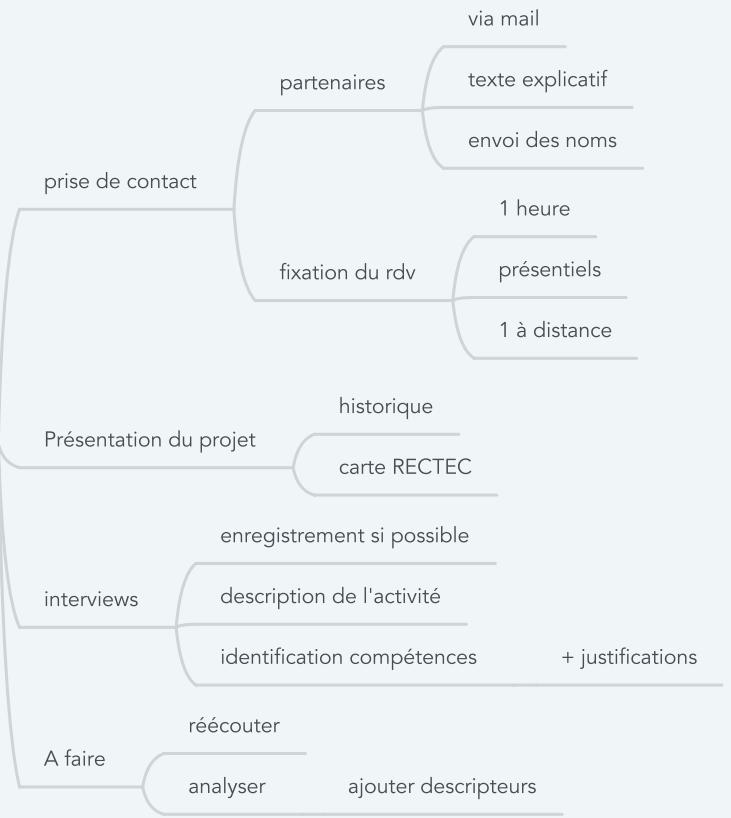 prise de contact
partenaires
via mail
texte explicatif
envoi des noms
fixation du rdv
1 heure
présentiels
1 à distance
Présentation du projet
historique
carte RECTEC
interviews
enregistrement si possible
description de l'activité
identification compétences
+ justifications
A faire
réécouter
analyser
ajouter descripteurs